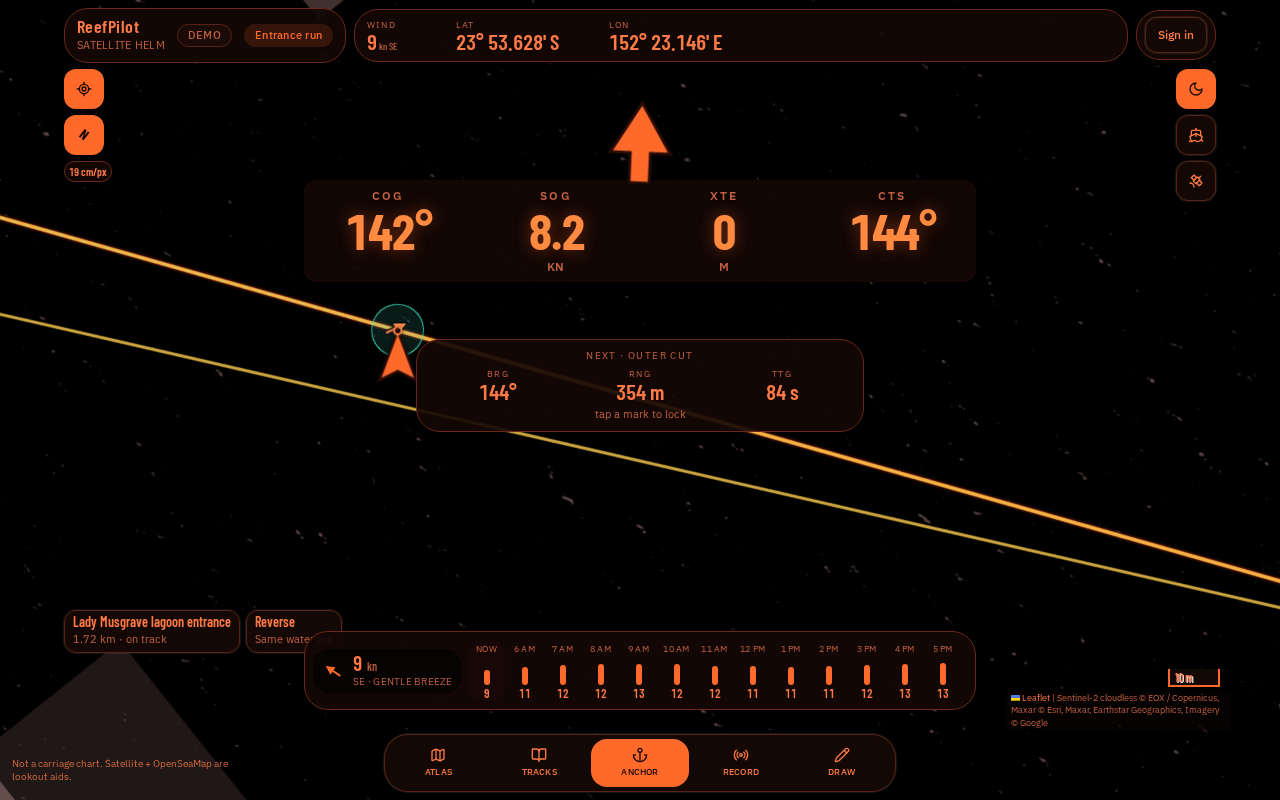 ReefPilot
SATELLITE HELM
DEMO
Entrance run
WIND
9 kn SE
LAT
23° 53.628' S
LON
152° 23.146' E
Sign in
19 cm/px
COG
142°
SOG
8.2
KN
XTE
0
M
CTS
144°
NEXT · OUTER CUT
BRG
144°
RNG
354 m
TTG
84 s
tap a mark to lock
Lady Musgrave lagoon entrance
1.72 km · on track
Reverse
Same
9 kn
SE · GENTLE BREEZE
NOW 6 AM 7 AM 8 AM 9 AM 10 AM 11 AM 12 PM 1 PM 2 PM 3 PM 4 PM 5 PM
9 11 12 12 13 12 12 12 11 11 12 13 13
10 m
Leaflet | Sentinel-2 cloudless © EOX / Copernicus,
Maxar © Esri, Maxar, Earthstar Geographics, Imagery
© Google
Not a carriage chart. Satellite + OpenSeaMap are
lookout aids.
ATLAS
TRACKS
ANCHOR
RECORD
DRAW